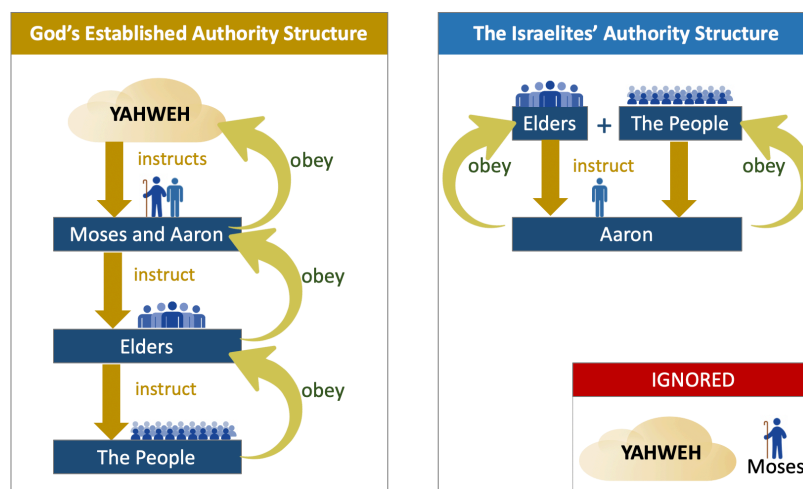 God’s Established Authority Structure
YAHWEH
instructs
obey
Moses and Aaron
instruct
obey
Elders
instruct
obey
The People
The Israelites’ Authority Structure
Elders + The People
obey
instruct
obey
Aaron
IGNORED
YAHWEH
Moses